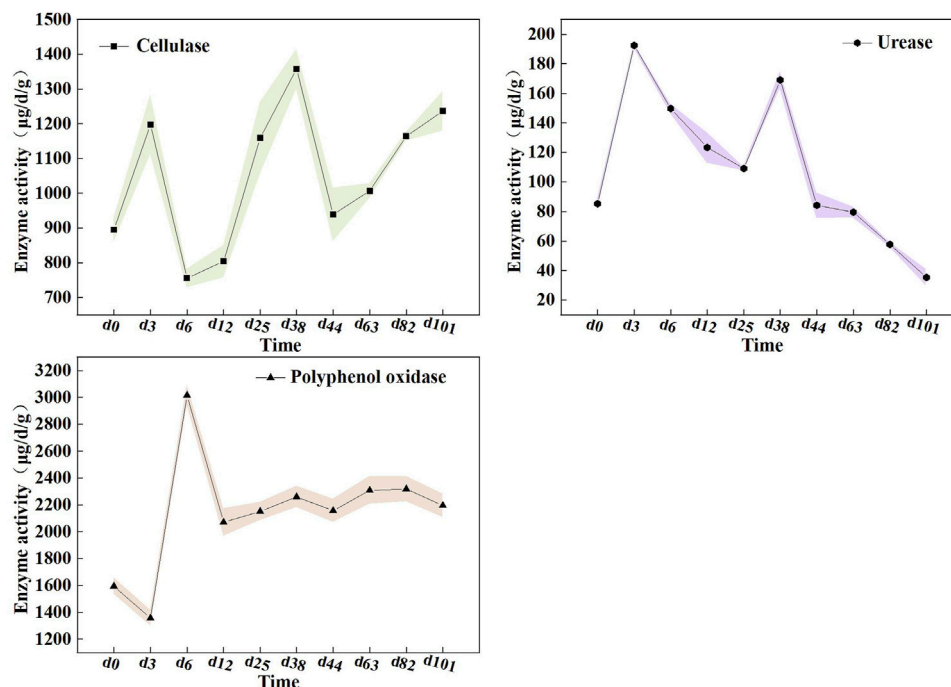 Cellulase
Enzyme activity（μg/d/g）
1500
1400
1300
1200
1100
1000
900
800
700
d0 d3 d6 d12 d25 d38 d44 d63 d82 d101
Time
Urease
Enzyme activity（μg/d/g）
200
180
160
140
120
100
80
60
40
20
d0 d3 d6 d12 d25 d38 d44 d63 d82 d101
Time
Polyphenol oxidase
Enzyme activity（μg/d/g）
3200
3000
2800
2600
2400
2200
2000
1800
1600
1400
1200
d0 d3 d6 d12 d25 d38 d44 d63 d82 d101
Time